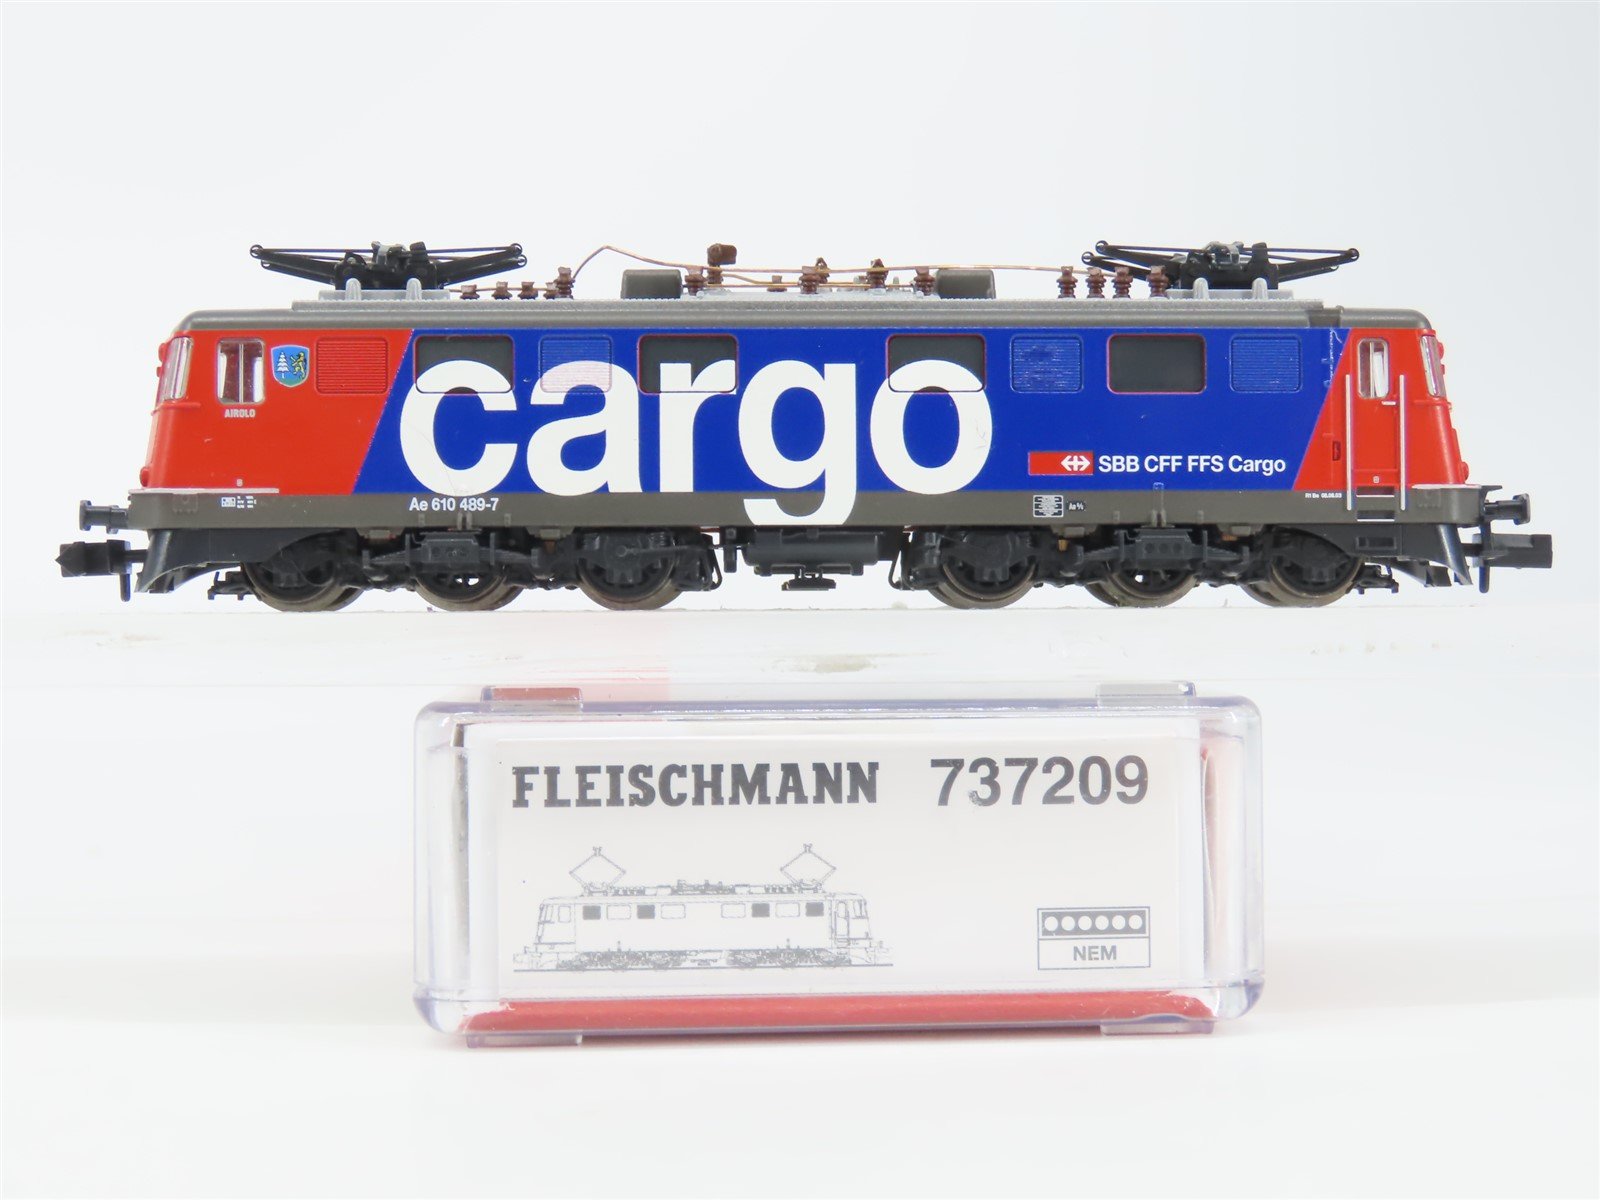 cargo
AIROLO
SBB CFF FFS Cargo
Ae 610 489-7
FLEISCHMANN 737209
NEM